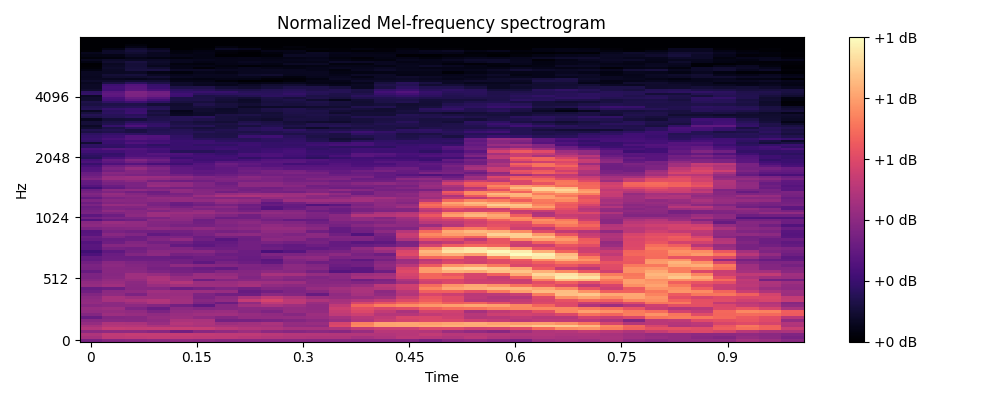 Normalized Mel-frequency spectrogram
Hz
4096
2048
1024
512
0
0 0.15 0.3 0.45 0.6 0.75 0.9
Time
+1 dB
+1 dB
+1 dB
+0 dB
+0 dB
+0 dB